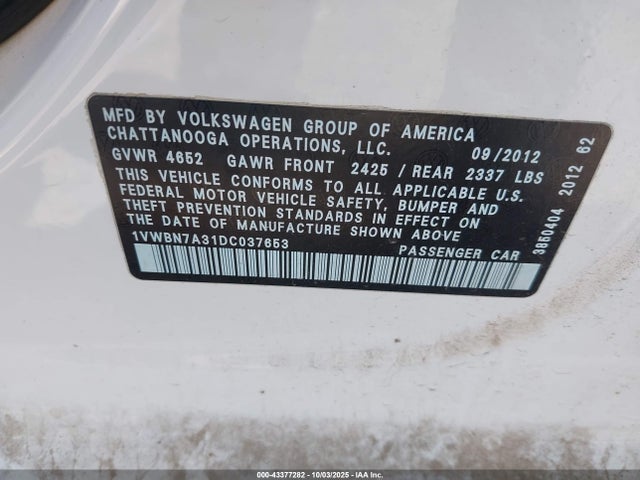 MFD BY VOLKSWAGEN GROUP OF AMERICA
CHATTANOOGA OPERATIONS, LLC. 09/2012
GVWR 4652 GAWR FRONT 2425 / REAR 2337 LBS
THIS VEHICLE CONFORMS TO ALL APPLICABLE U.S.
FEDERAL MOTOR VEHICLE SAFETY, BUMPER AND
THEFT PREVENTION STANDARDS IN EFFECT ON
THE DATE OF MANUFACTURE SHOWN ABOVE
1VWBN7A31DC037653 PASSENGER CAR
3850404 2012 62
000-43377282 - 10/03/2025 - IAA Inc.